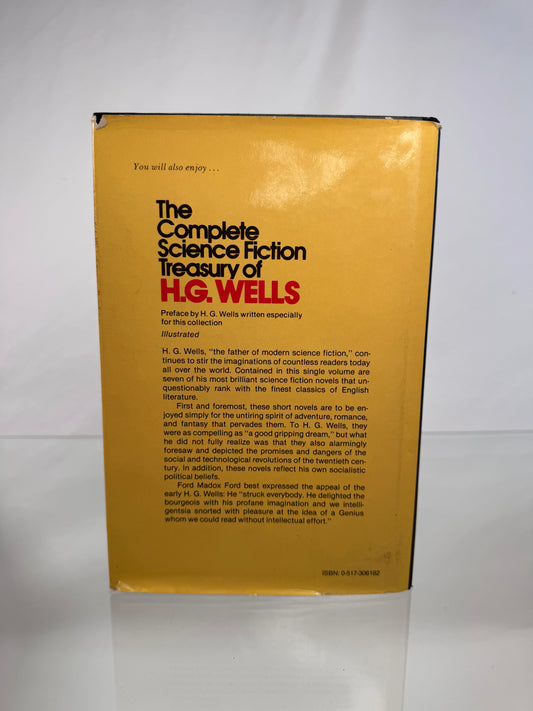 You will also enjoy . . .
The
Complete
Science Fiction
Treasury of
H.G. WELLS
Preface by H. G. Wells written especially
for this collection
Illustrated
H. G. Wells, "the father of modern science fiction," con-
tinues to stir the imaginations of countless readers today
all over the world. Contained in this single volume are
seven of his most brilliant science fiction novels that un-
questionably rank with the finest classics of English
literature.
First and foremost, these short novels are to be en-
joyed simply for the untiring spirit of adventure, romance,
and fantasy that pervades them. To H. G. Wells, they
were as compelling as "a good gripping dream," but what
he did not fully realize was that they also alarmingly
foresaw and depicted the promises and dangers of the
social and technological revolutions of the twentieth cen-
tury. In addition, these novels reflect his own socialistic
political beliefs.
Ford Madox Ford best expressed the appeal of the
early H. G. Wells: He "struck everybody. He delighted the
bourgeois with his profane imagination and we intelli-
gentsia snorted with pleasure at the idea of a Genius
whom we could read without intellectual effort."
ISBN: 0-517-306182